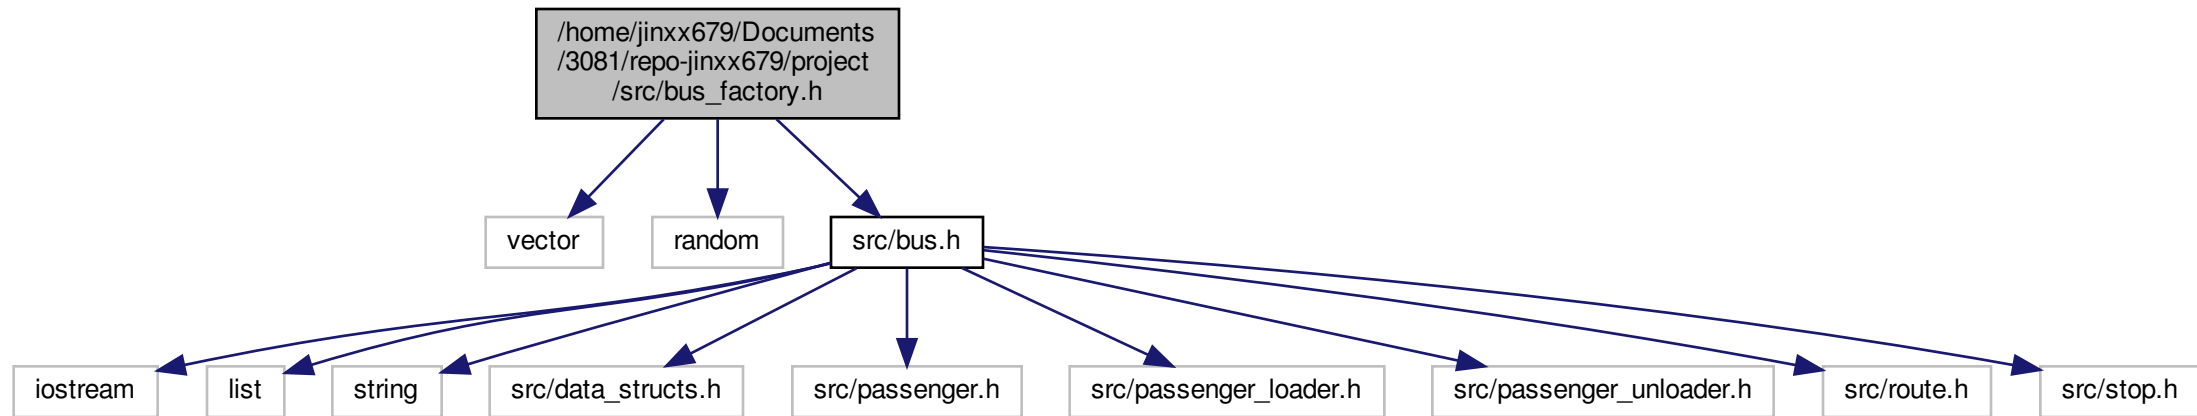 /home/jinxx679/Documents
/3081/repo-jinxx679/project
/src/bus_factory.h
vector
random
src/bus.h
iostream
list
string
src/data_structs.h
src/passenger.h
src/passenger_loader.h
src/passenger_unloader.h
src/route.h
src/stop.h